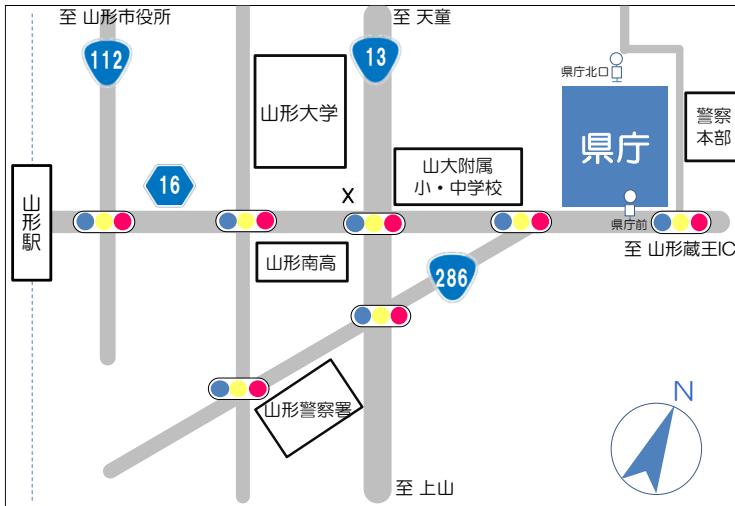 至 山形市役所
至 天童
112
13
県庁北口
山形大学
警察
本部
県庁
山大附属
小・中学校
16
X
山形駅
県庁前
山形南高
至 山形蔵王IC
286
山形警察署
N
至 上山